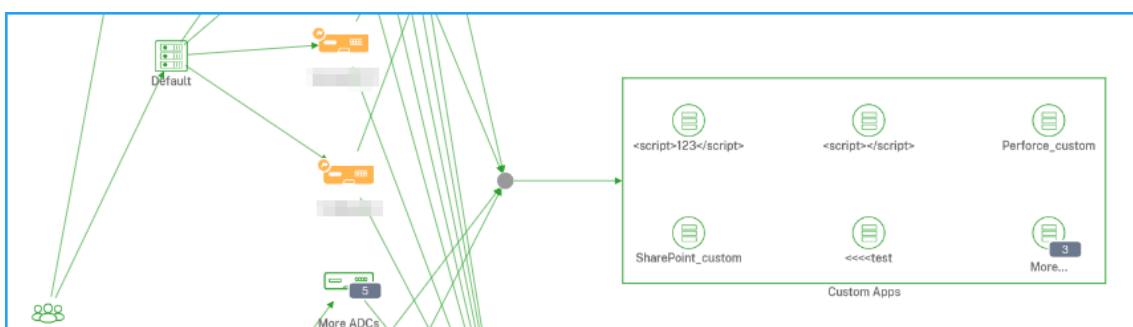 Default
<script>123</script>
<script></script>
Perforce_custom
SharePoint_custom
<<<<test
3
More...
5
More ADCs
Custom Apps